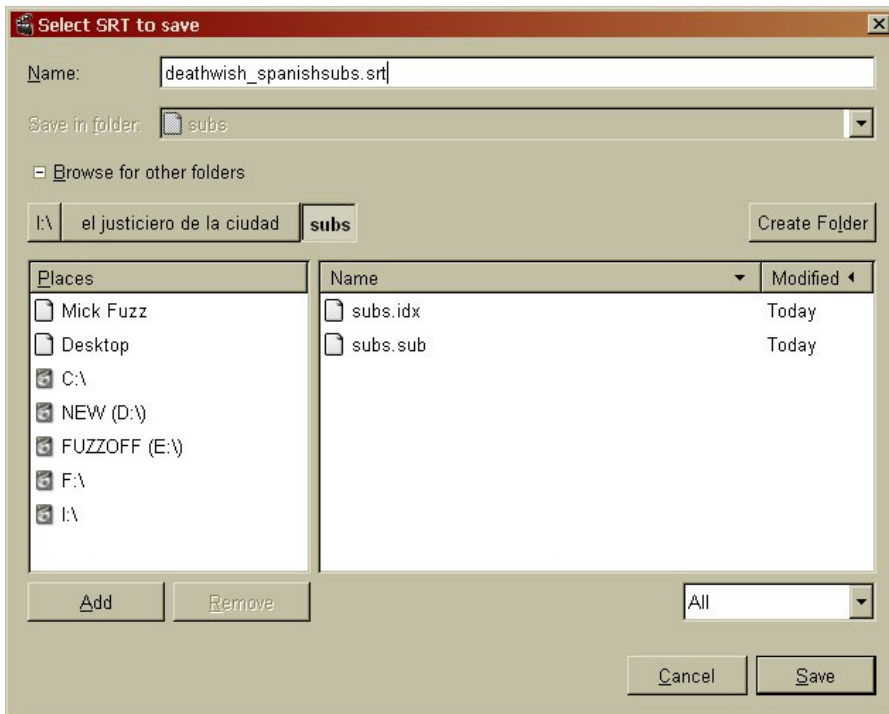 Select SRT to save
Name: deathwish_spanishsubs.srt
Save in folder: subs
Browse for other folders
I:\ el justiciero de la ciudad subs Create Folder
Places Name Modified
Mick Fuzz subs.idx Today
Desktop subs.sub Today
C:\
NEW (D:\)
FUZZOFF (E:\)
F:\
I:\
Add Remove All
Cancel Save